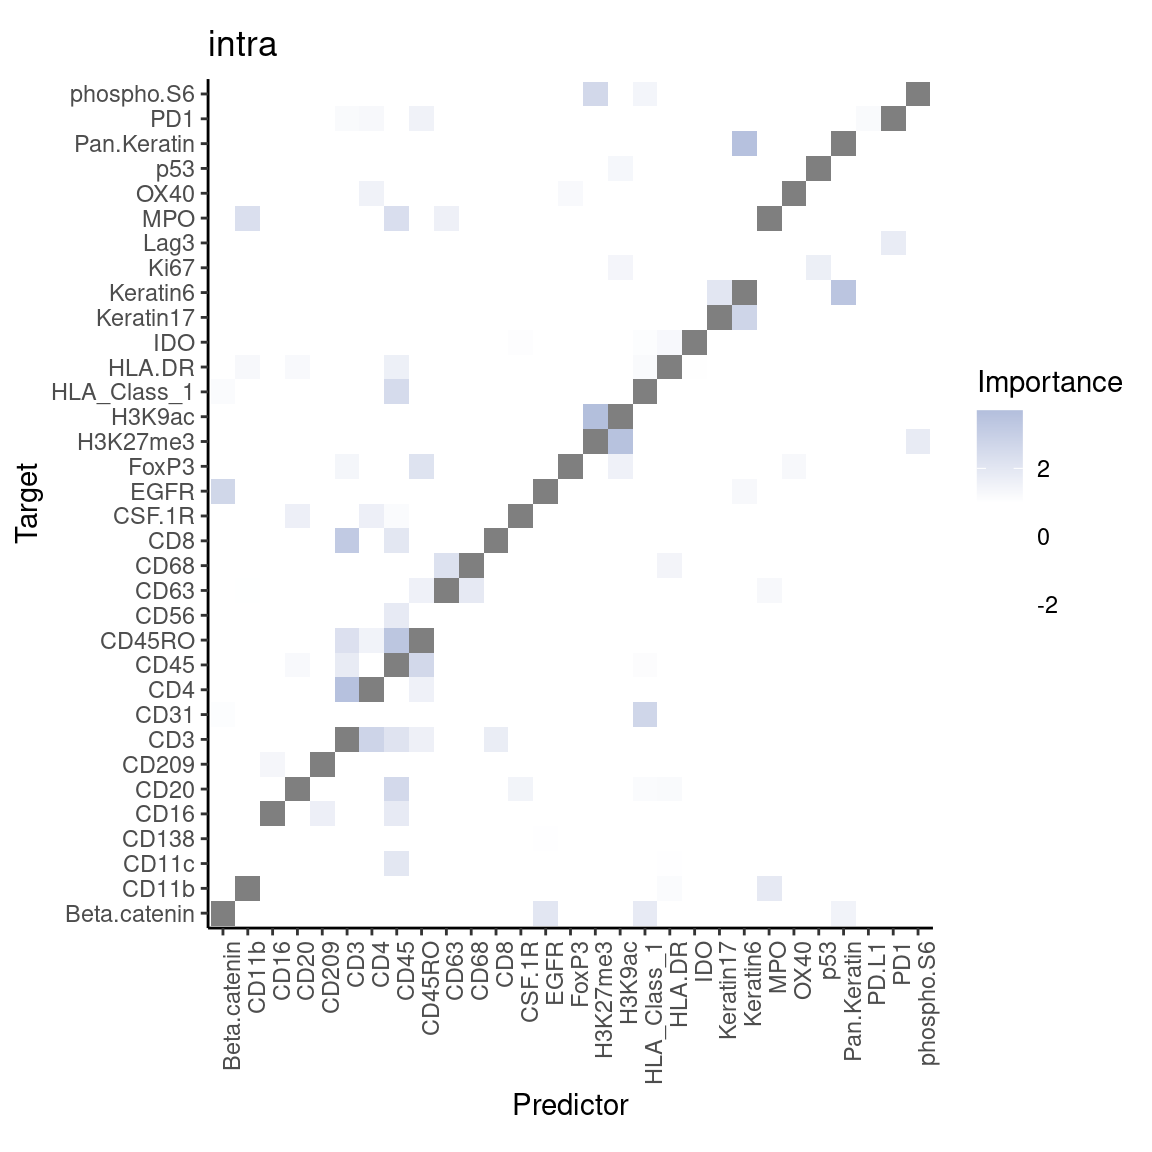 intra
phospho.S6
PD1
Pan.Keratin
p53
OX40
MPO
Lag3
Ki67
Keratin6
Keratin17
IDO
HLA.DR
HLA_Class_1
H3K9ac
H3K27me3
FoxP3
EGFR
CSF.1R
CD8
CD68
CD63
CD56
CD45RO
CD45
CD4
CD31
CD3
CD209
CD20
CD16
CD138
CD11c
CD11b
Beta.catenin
Target
Beta.catenin
CD11b
CD16
CD20
CD209
CD3
CD4
CD45
CD45RO
CD63
CD68
CD8
CSF.1R
EGFR
FoxP3
H3K27me3
H3K9ac
HLA_Class_1
HLA.DR
IDO
Keratin17
Keratin6
MPO
OX40
p53
Pan.Keratin
PD.L1
PD1
phospho.S6
Predictor
Importance
2
0
-2